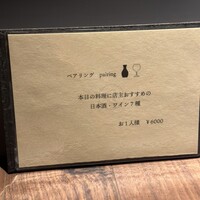 ペアリング pairing
本日の料理に店主おすすめの
日本酒・ワイン7種
お1人様 ¥6000